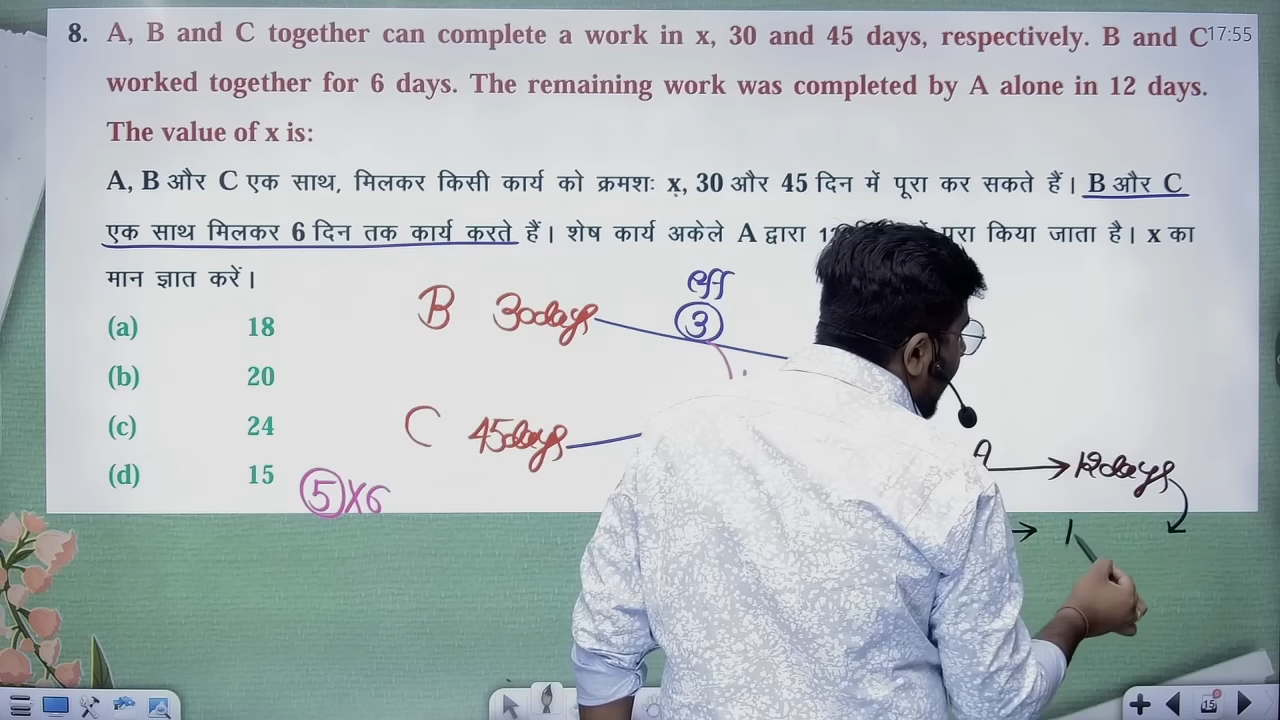 17:55
8. A, B and C together can complete a work in x, 30 and 45 days, respectively. B and C
worked together for 6 days. The remaining work was completed by A alone in 12 days.
The value of x is:
A, B और C एक साथ, मिलकर किसी कार्य को क्रमशः x, 30 और 45 दिन में पूरा कर सकते हैं। B और C
एक साथ मिलकर 6 दिन तक कार्य करते हैं। शेष कार्य अकेले A द्वारा पूरा किया जाता है। x का
मान ज्ञात करें।
(a) 18
(b) 20
(c) 24
(d) 15
eff
B 30days 3
C 45days
5 X 6
A → 12days
→ 1
15